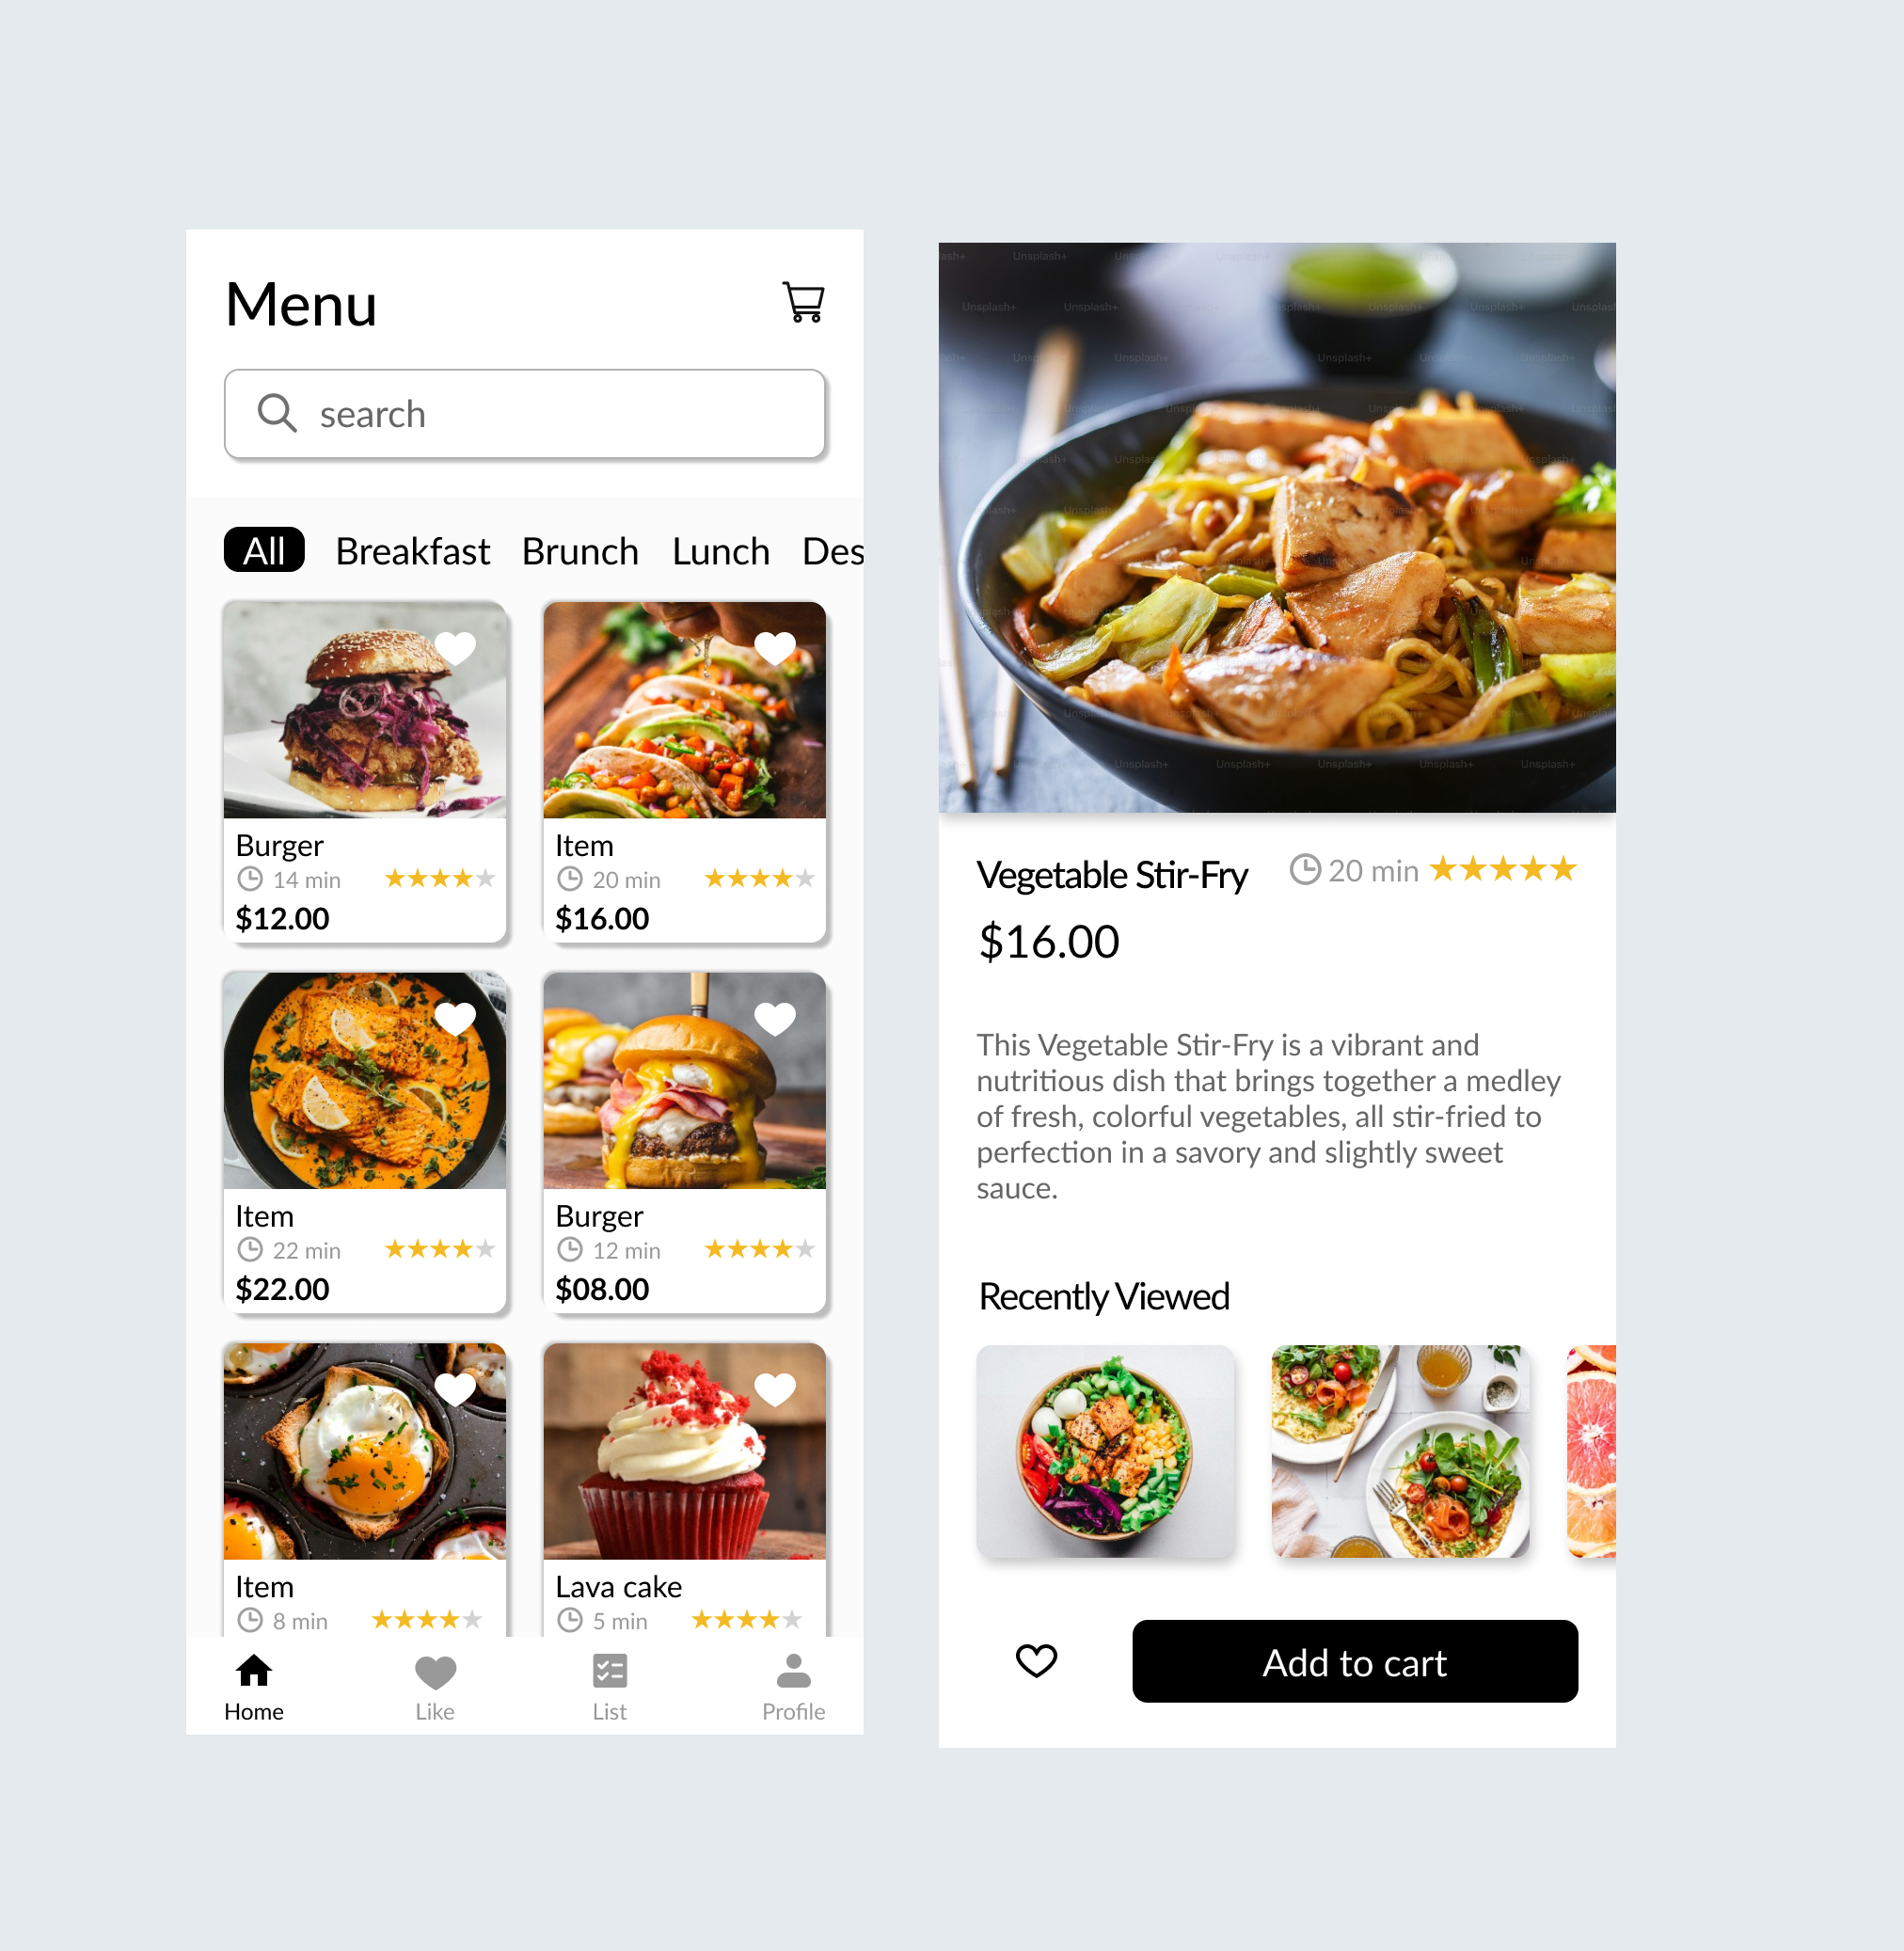 Menu
search
All Breakfast Brunch Lunch Des
Burger
14 min
$12.00
Item
20 min
$16.00
Item
22 min
$22.00
Burger
12 min
$08.00
Item
8 min
Lava cake
5 min
Home Like List Profile
Unsplash+
Vegetable Stir-Fry 20 min
$16.00
This Vegetable Stir-Fry is a vibrant and
nutritious dish that brings together a medley
of fresh, colorful vegetables, all stir-fried to
perfection in a savory and slightly sweet
sauce.
Recently Viewed
Add to cart